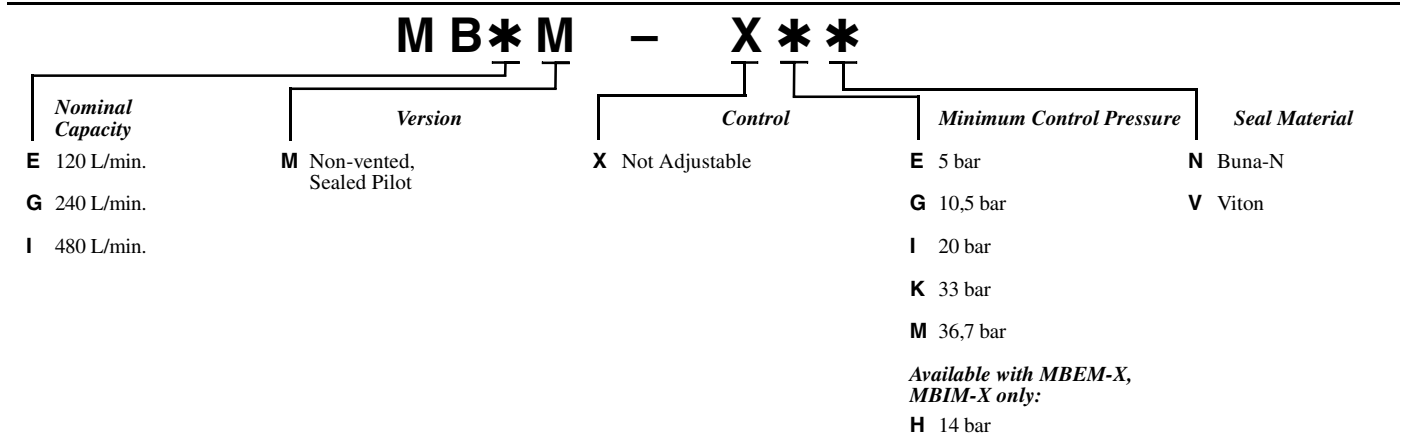 M B * M – X * *
Nominal
Capacity
E 120 L/min.
G 240 L/min.
I 480 L/min.
Version
M Non-vented,
Sealed Pilot
Control
X Not Adjustable
Minimum Control Pressure
E 5 bar
G 10,5 bar
I 20 bar
K 33 bar
M 36,7 bar
Available with MBEM-X,
MBIM-X only:
H 14 bar
Seal Material
N Buna-N
V Viton